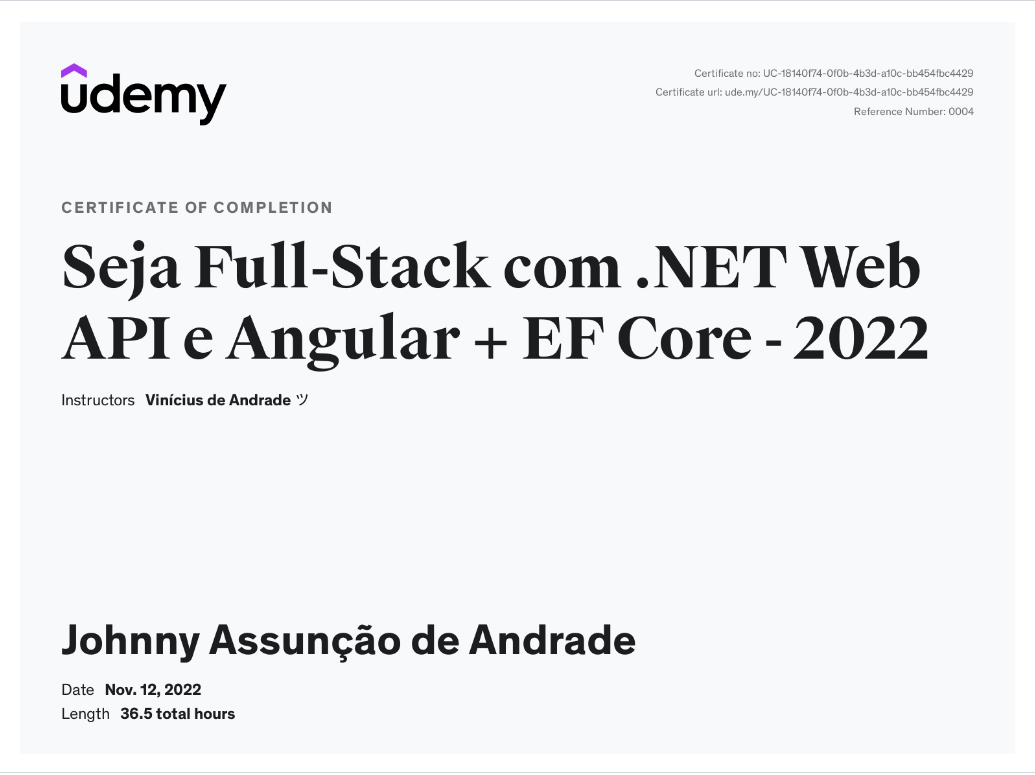 udemy
Certificate no: UC-18140f74-0f0b-4b3d-a10c-bb454fbc4429
Certificate url: ude.my/UC-18140f74-0f0b-4b3d-a10c-bb454fbc4429
Reference Number: 0004
CERTIFICATE OF COMPLETION
Seja Full-Stack com .NET Web
API e Angular + EF Core - 2022
Instructors Vinícius de Andrade ツ
Johnny Assunção de Andrade
Date Nov. 12, 2022
Length 36.5 total hours